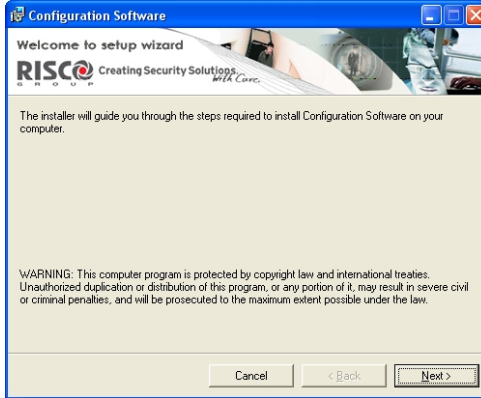 Configuration Software
Welcome to setup wizard
RISCO Creating Security Solutions
With Care.
GROUP
The installer will guide you through the steps required to install Configuration Software on your
computer.
WARNING: This computer program is protected by copyright law and international treaties.
Unauthorized duplication or distribution of this program, or any portion of it, may result in severe civil
or criminal penalties, and will be prosecuted to the maximum extent possible under the law.
Cancel
< Back
Next >